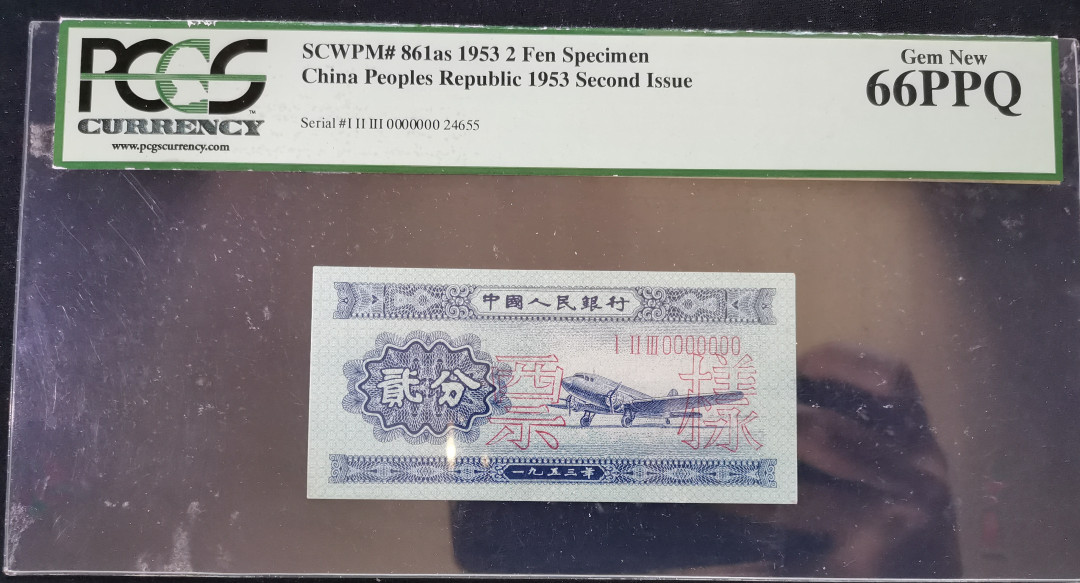 PCGS
CURRENCY
www.pcgscurrency.com
SCWPM# 861as 1953 2 Fen Specimen
China Peoples Republic 1953 Second Issue
Serial #I II III 0000000 24655
Gem New
66PPQ
中國人民銀行
I II III 0000000
貳分
票樣
一九五三年